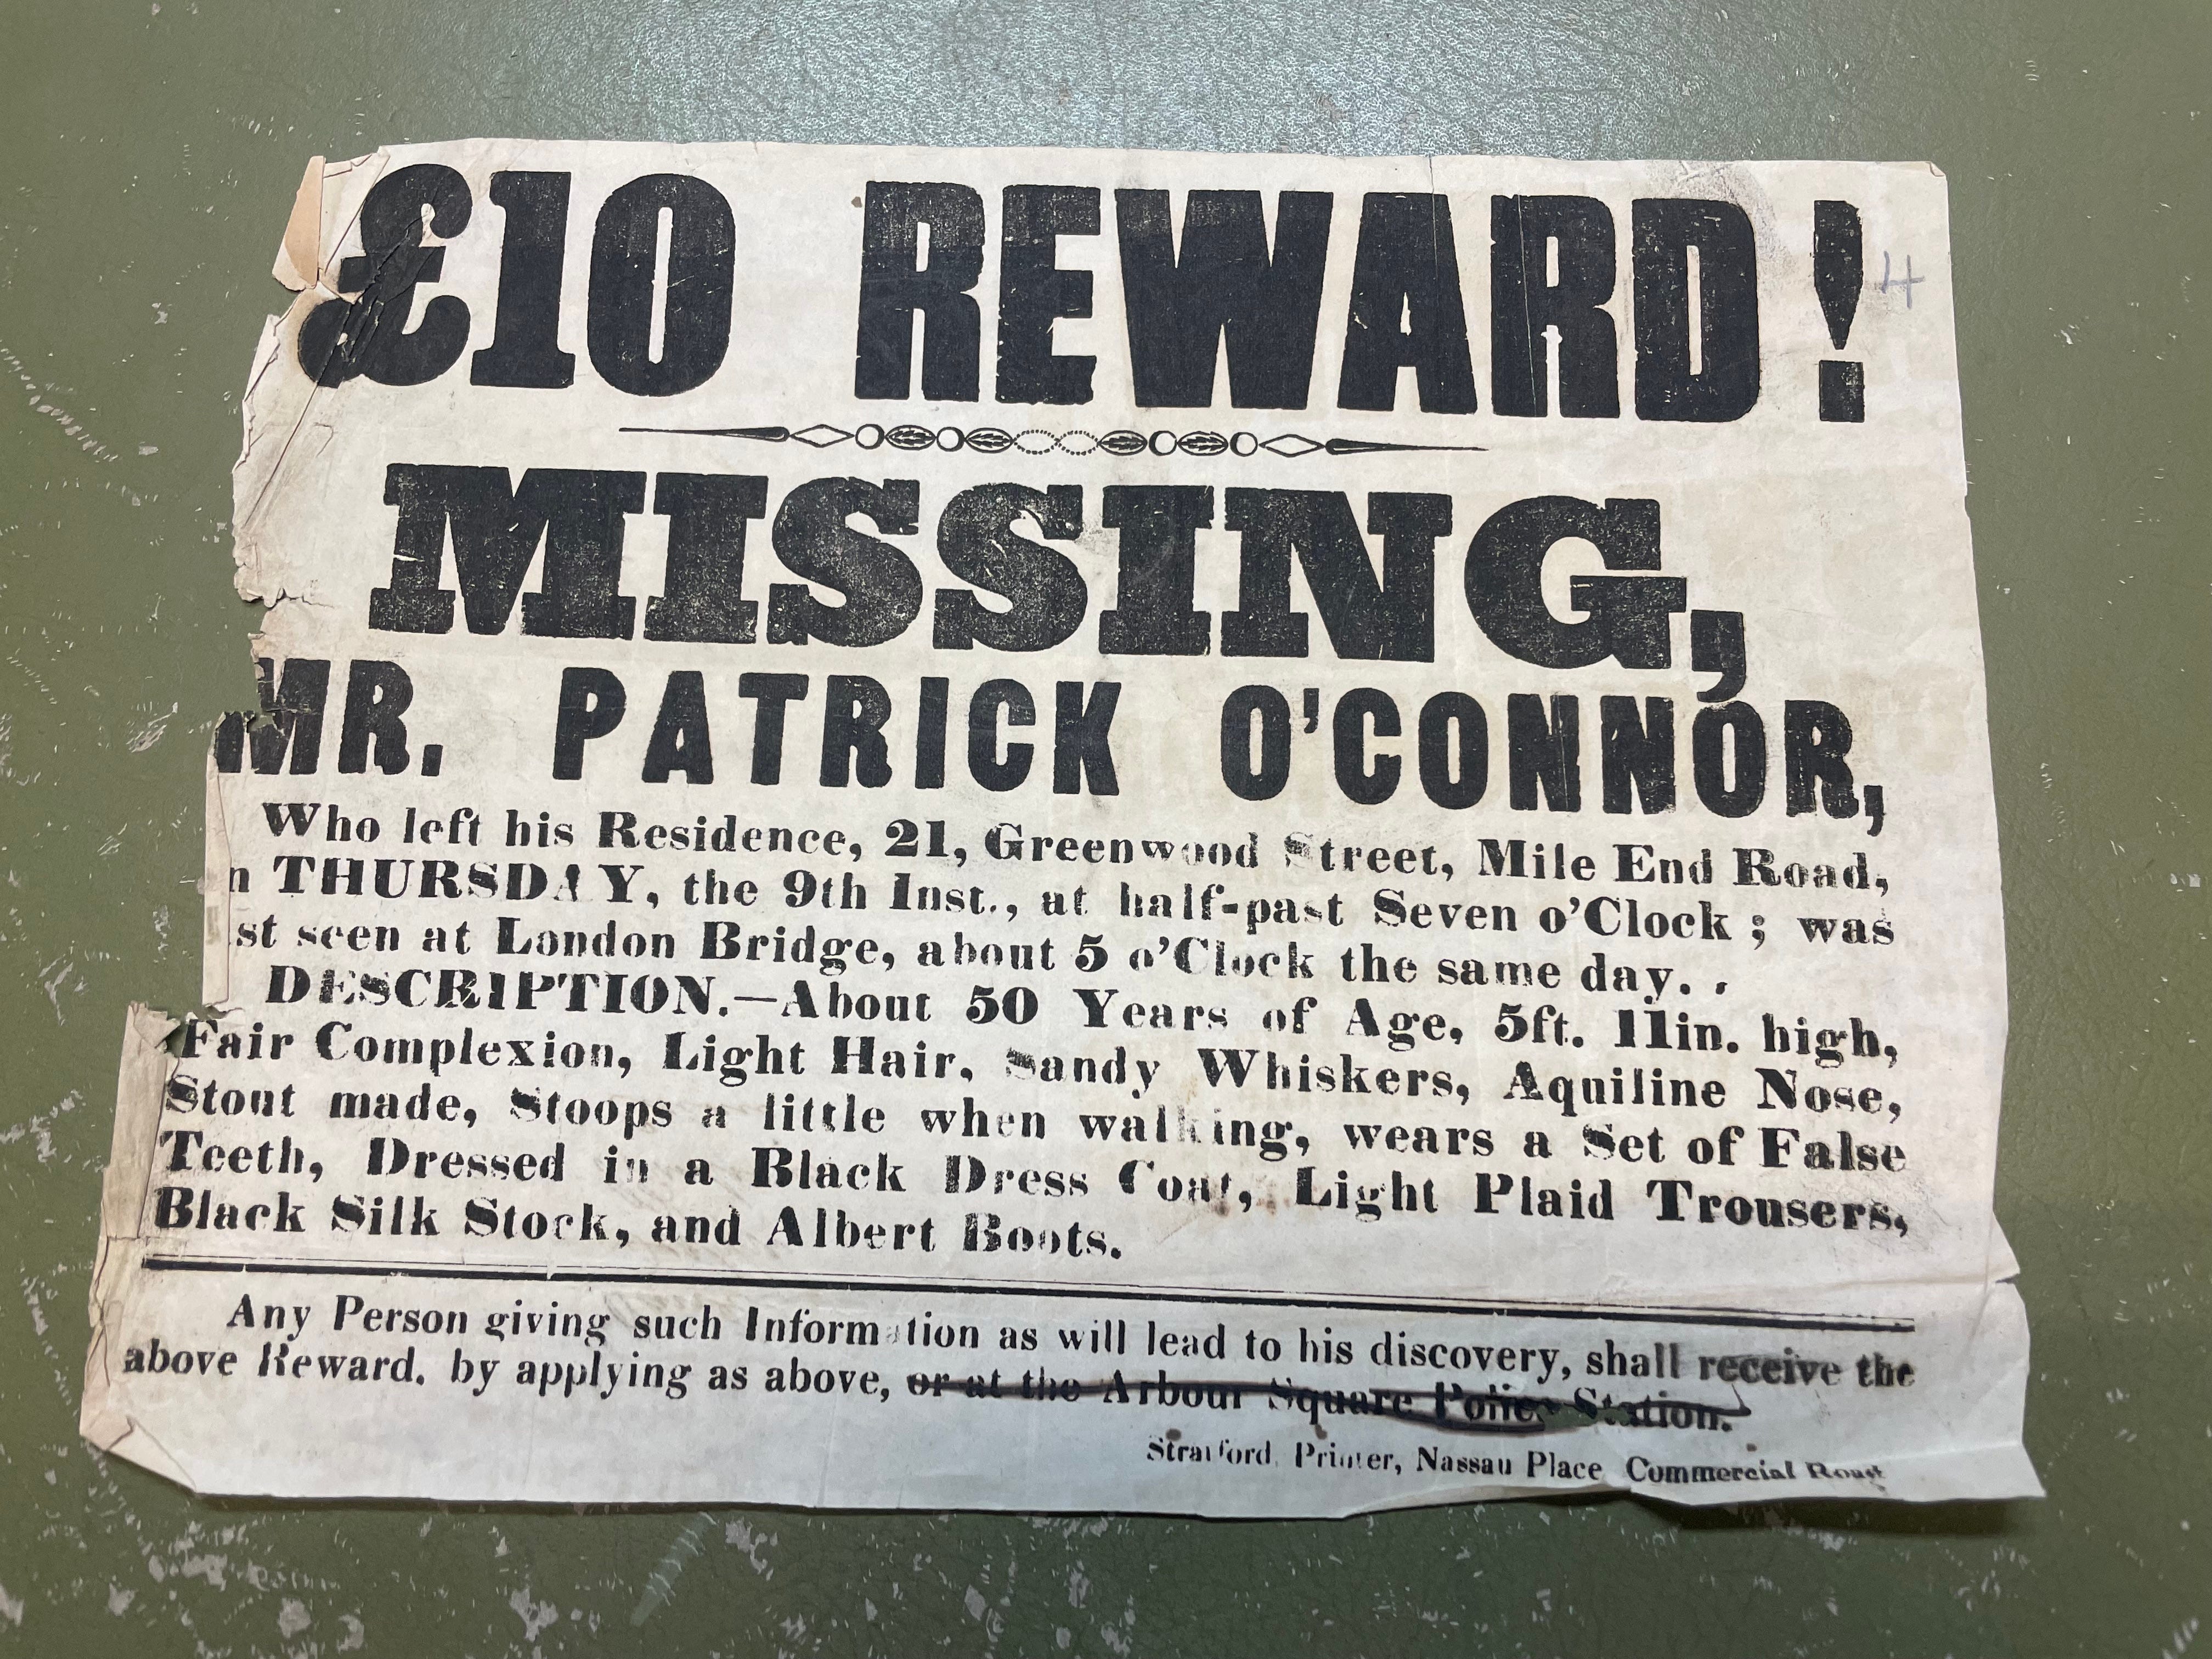 £10 REWARD!
4
MISSING,
MR. PATRICK O'CONNOR,
Who left his Residence, 21, Greenwood Street, Mile End Road,
n THURSDAY, the 9th Inst., at half-past Seven o'Clock; was
st seen at London Bridge, about 5 o'Clock the same day. .
DESCRIPTION.—About 50 Years of Age, 5ft. 11in. high,
Fair Complexion, Light Hair, Sandy Whiskers, Aquiline Nose,
Stout made, Stoops a little when walking, wears a Set of False
Teeth, Dressed in a Black Dress Coat, Light Plaid Trousers,
Black Silk Stock, and Albert Boots.
Any Person giving such Information as will lead to his discovery, shall receive the
above Reward. by applying as above, or at the Arbour Square Police Station.
Printer, Nassau Place Commercial Road